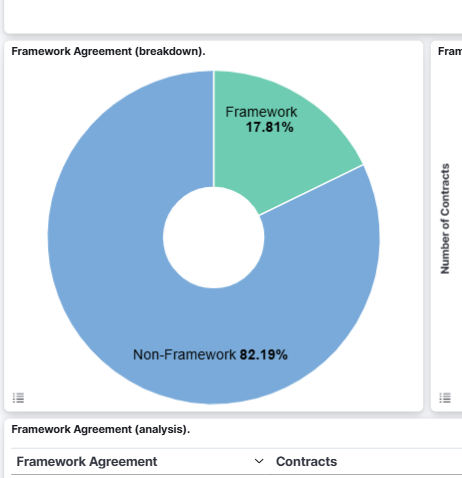 Framework Agreement (breakdown).
Fram
Framework
17.81%
Number of Contracts
Non-Framework 82.19%
Framework Agreement (analysis).
Framework Agreement Contracts